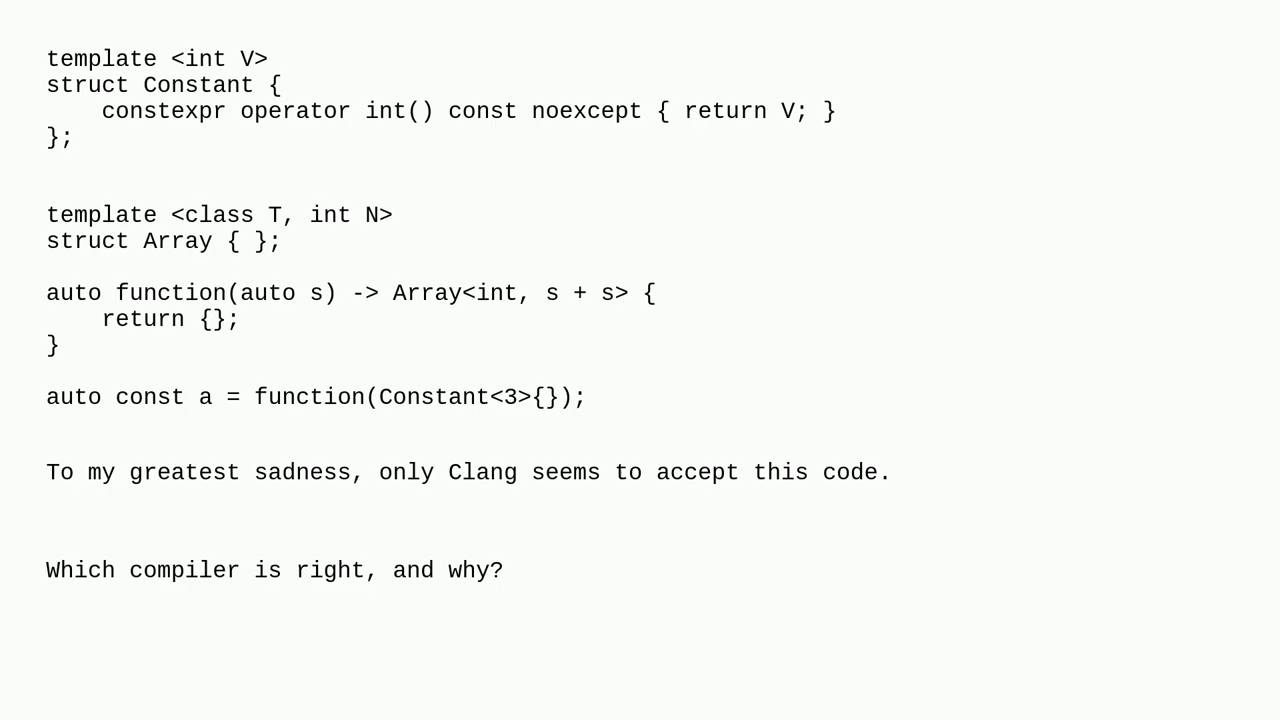 template <int V>
struct Constant {
    constexpr operator int() const noexcept { return V; }
};
template <class T, int N>
struct Array { };
auto function(auto s) -> Array<int, s + s> {
    return {};
}
auto const a = function(Constant<3>{});
To my greatest sadness, only Clang seems to accept this code.
Which compiler is right, and why?